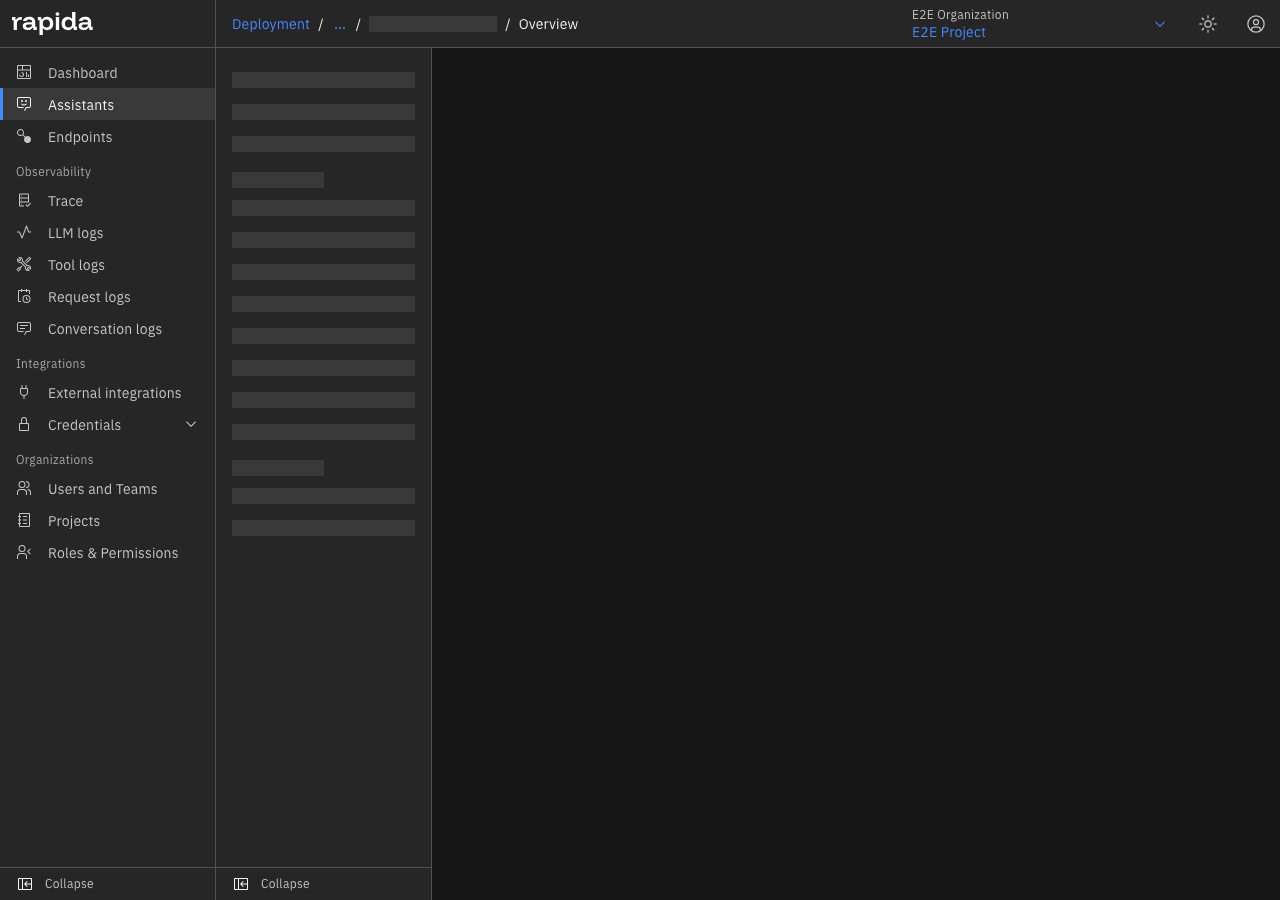 rapida
Deployment / ... / / Overview
E2E Organization
E2E Project
Dashboard
Assistants
Endpoints
Observability
Trace
LLM logs
Tool logs
Request logs
Conversation logs
Integrations
External integrations
Credentials
Organizations
Users and Teams
Projects
Roles & Permissions
Collapse
Collapse